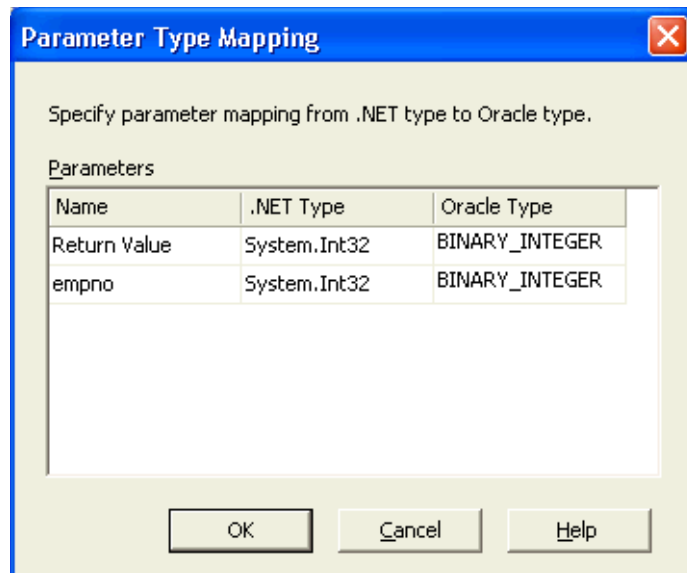 Parameter Type Mapping
Specify parameter mapping from .NET type to Oracle type.
Parameters
Name .NET Type Oracle Type
Return Value System.Int32 BINARY_INTEGER
empno System.Int32 BINARY_INTEGER
OK Cancel Help